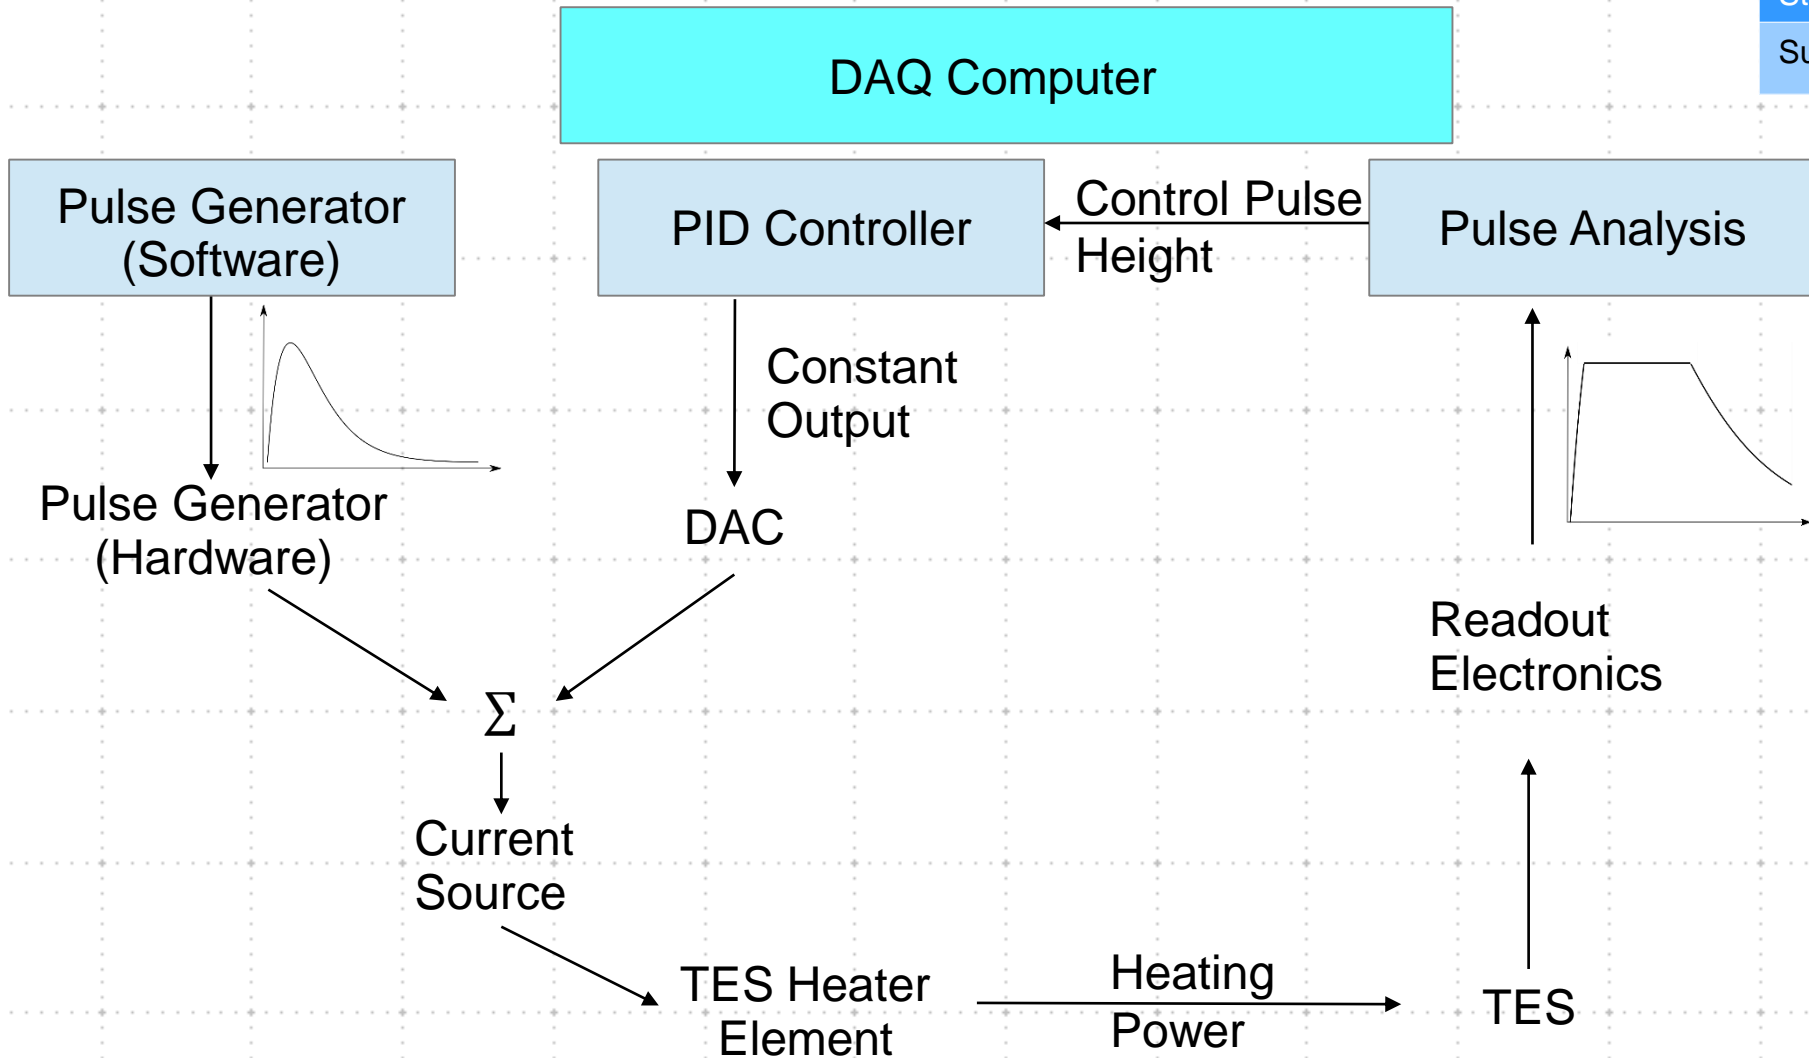 DAQ Computer
Pulse Generator
(Software)
PID Controller
Control Pulse
Height
Pulse Analysis
Constant
Output
Pulse Generator
(Hardware)
DAC
Readout
Electronics
Σ
Current
Source
TES Heater
Element
Heating
Power
TES